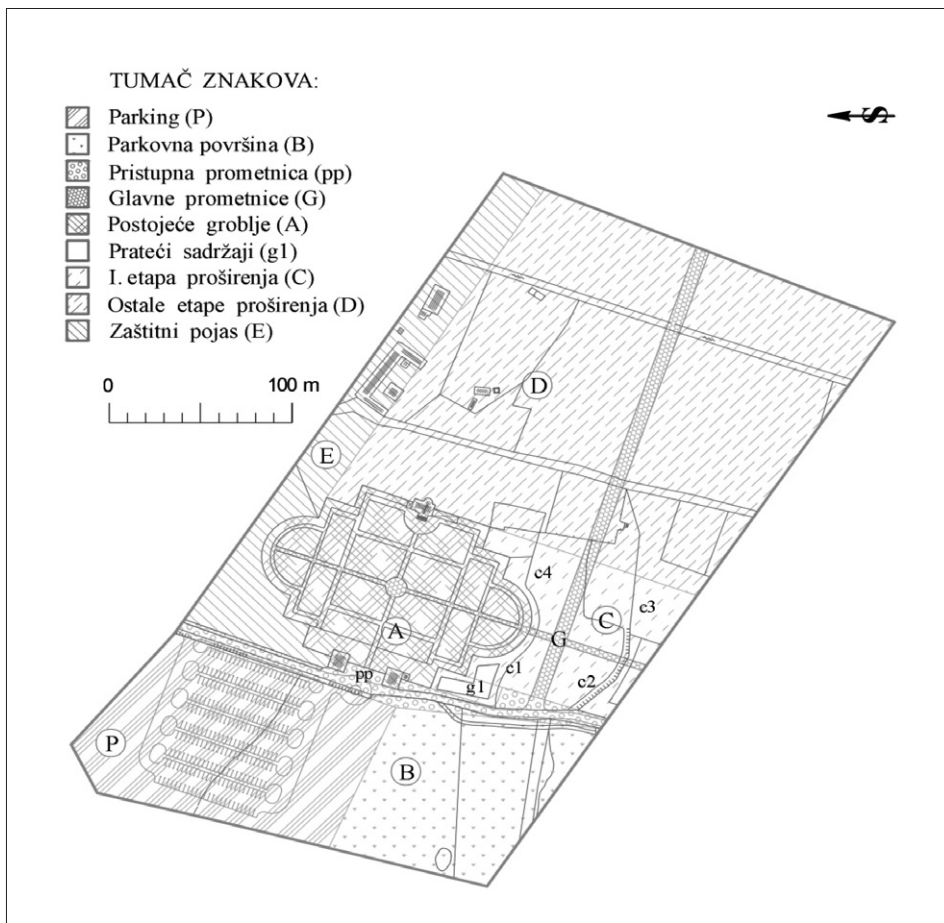 TUMAČ ZNAKOVA:
Parking (P)
Parkovna površina (B)
Pristupna prometnica (pp)
Glavne prometnice (G)
Postojeće groblje (A)
Prateći sadržaji (g1)
I. etapa proširenja (C)
Ostale etape proširenja (D)
Zaštitni pojas (E)
0 100 m
S
D
E
c4
C
c3
A
G
pp
c1
g1
c2
P
B